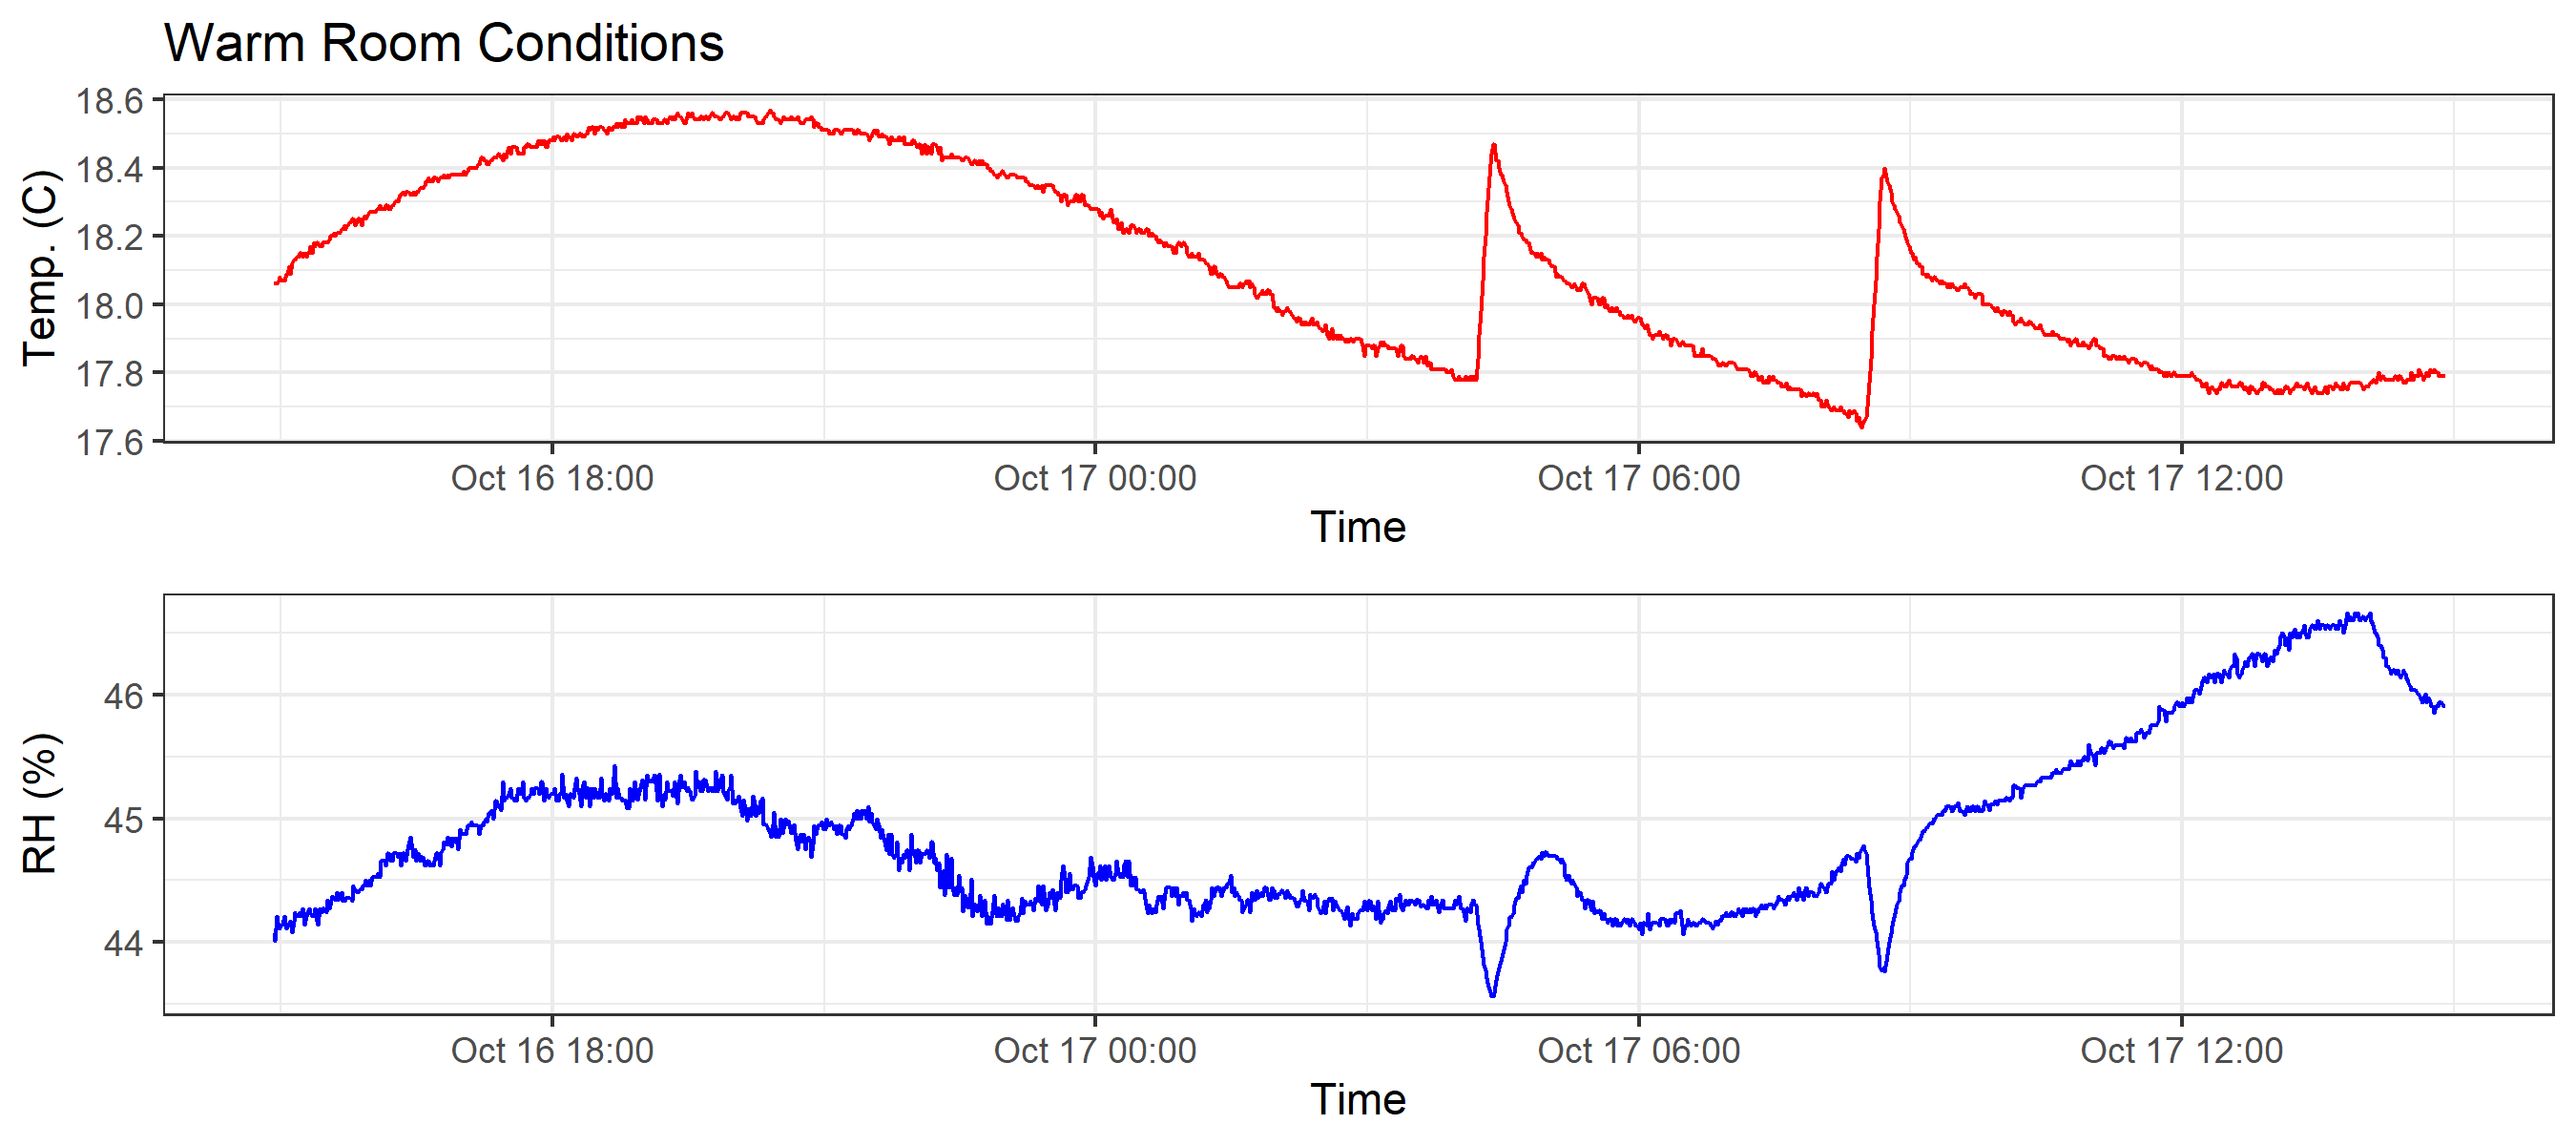 Warm Room Conditions
Temp. (C)
18.6
18.4
18.2
18.0
17.8
17.6
Oct 16 18:00 Oct 17 00:00 Oct 17 06:00 Oct 17 12:00
Time
RH (%)
46
45
44
Oct 16 18:00 Oct 17 00:00 Oct 17 06:00 Oct 17 12:00
Time